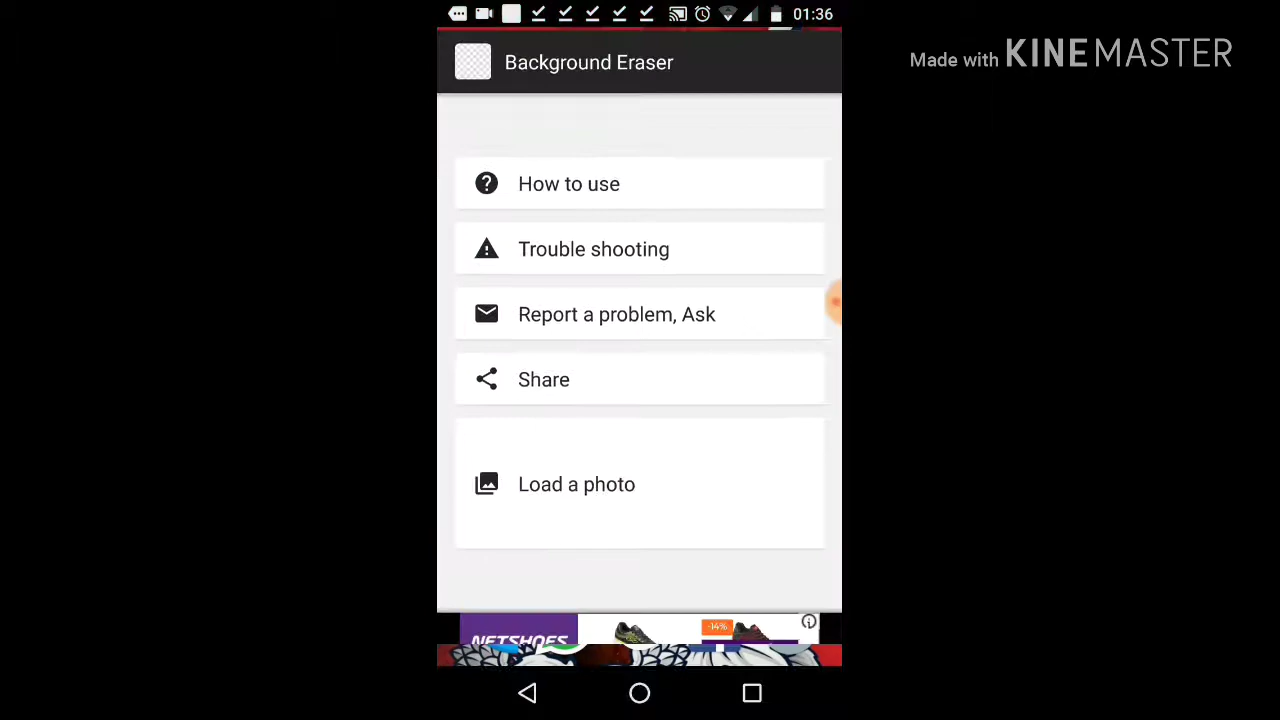 01:36
Background Eraser
Made with KINEMASTER
How to use
Trouble shooting
Report a problem, Ask
Share
Load a photo
-14%
NETSHOES